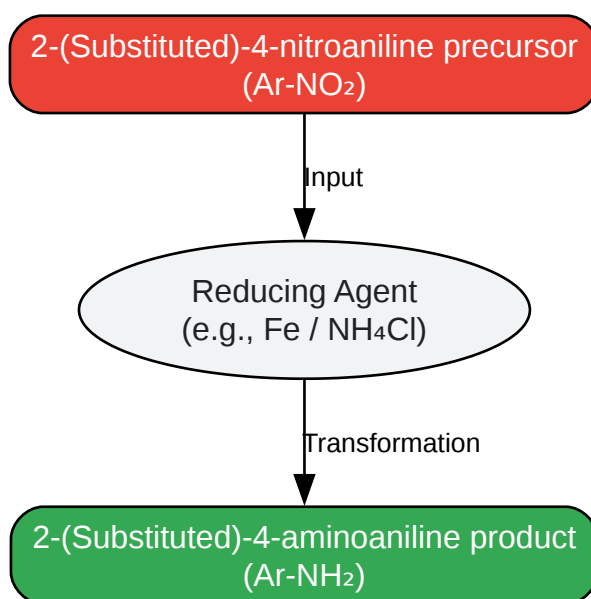 2-(Substituted)-4-nitroaniline precursor
(Ar-NO₂)
Input
Reducing Agent
(e.g., Fe / NH₄Cl)
Transformation
2-(Substituted)-4-aminoaniline product
(Ar-NH₂)